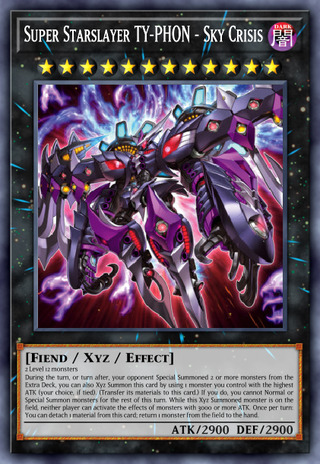 SUPER STARSLAYER TY-PHON - SKY CRISIS
DARK
闇
[FIEND / XYZ / EFFECT]
2 Level 12 monsters
During the turn, or turn after, your opponent Special Summoned 2 or more monsters from the
Extra Deck, you can also Xyz Summon this card by using 1 monster you control with the highest
ATK (your choice, if tied). (Transfer its materials to this card.) If you do, you cannot Normal or
Special Summon monsters for the rest of this turn. While this Xyz Summoned monster is on the
field, neither player can activate the effects of monsters with 3000 or more ATK. Once per turn:
You can detach 1 material from this card; return 1 monster from the field to the hand.
ATK/2900 DEF/2900